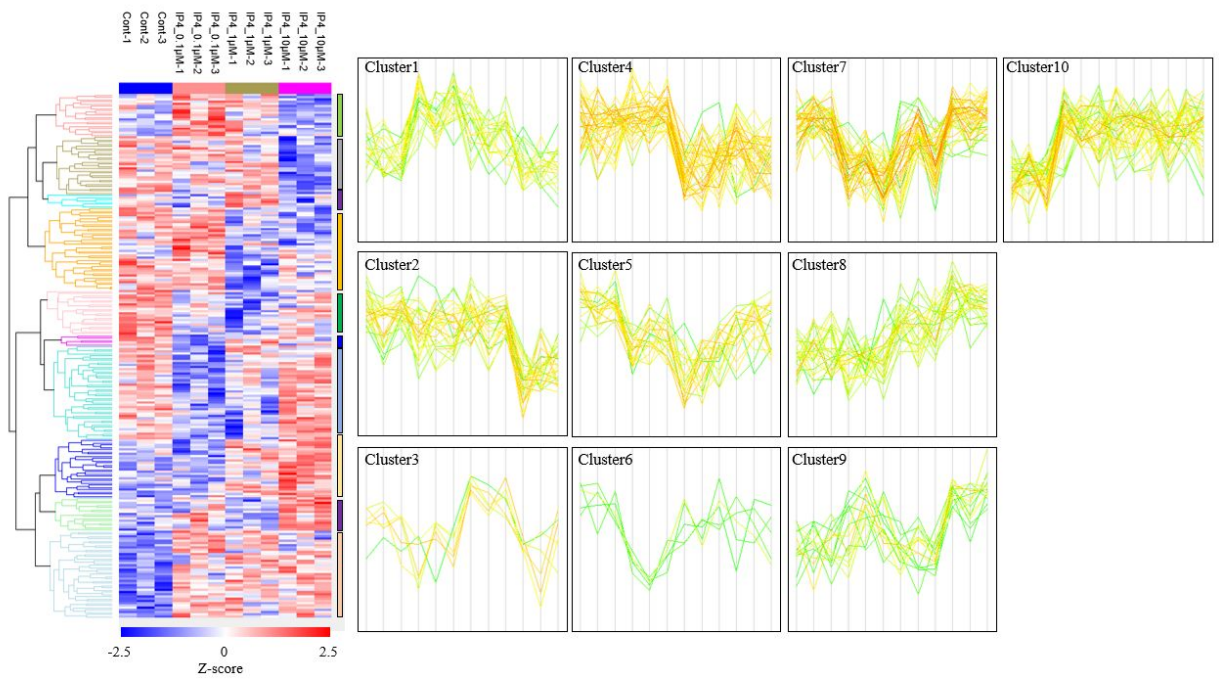 Cont-1
Cont-2
Cont-3
IP4_0.1μM-1
IP4_0.1μM-2
IP4_0.1μM-3
IP4_1μM-1
IP4_1μM-2
IP4_1μM-3
IP4_10μM-1
IP4_10μM-2
IP4_10μM-3
Cluster1
Cluster4
Cluster7
Cluster10
Cluster2
Cluster5
Cluster8
Cluster3
Cluster6
Cluster9
-2.5
0
2.5
Z-score